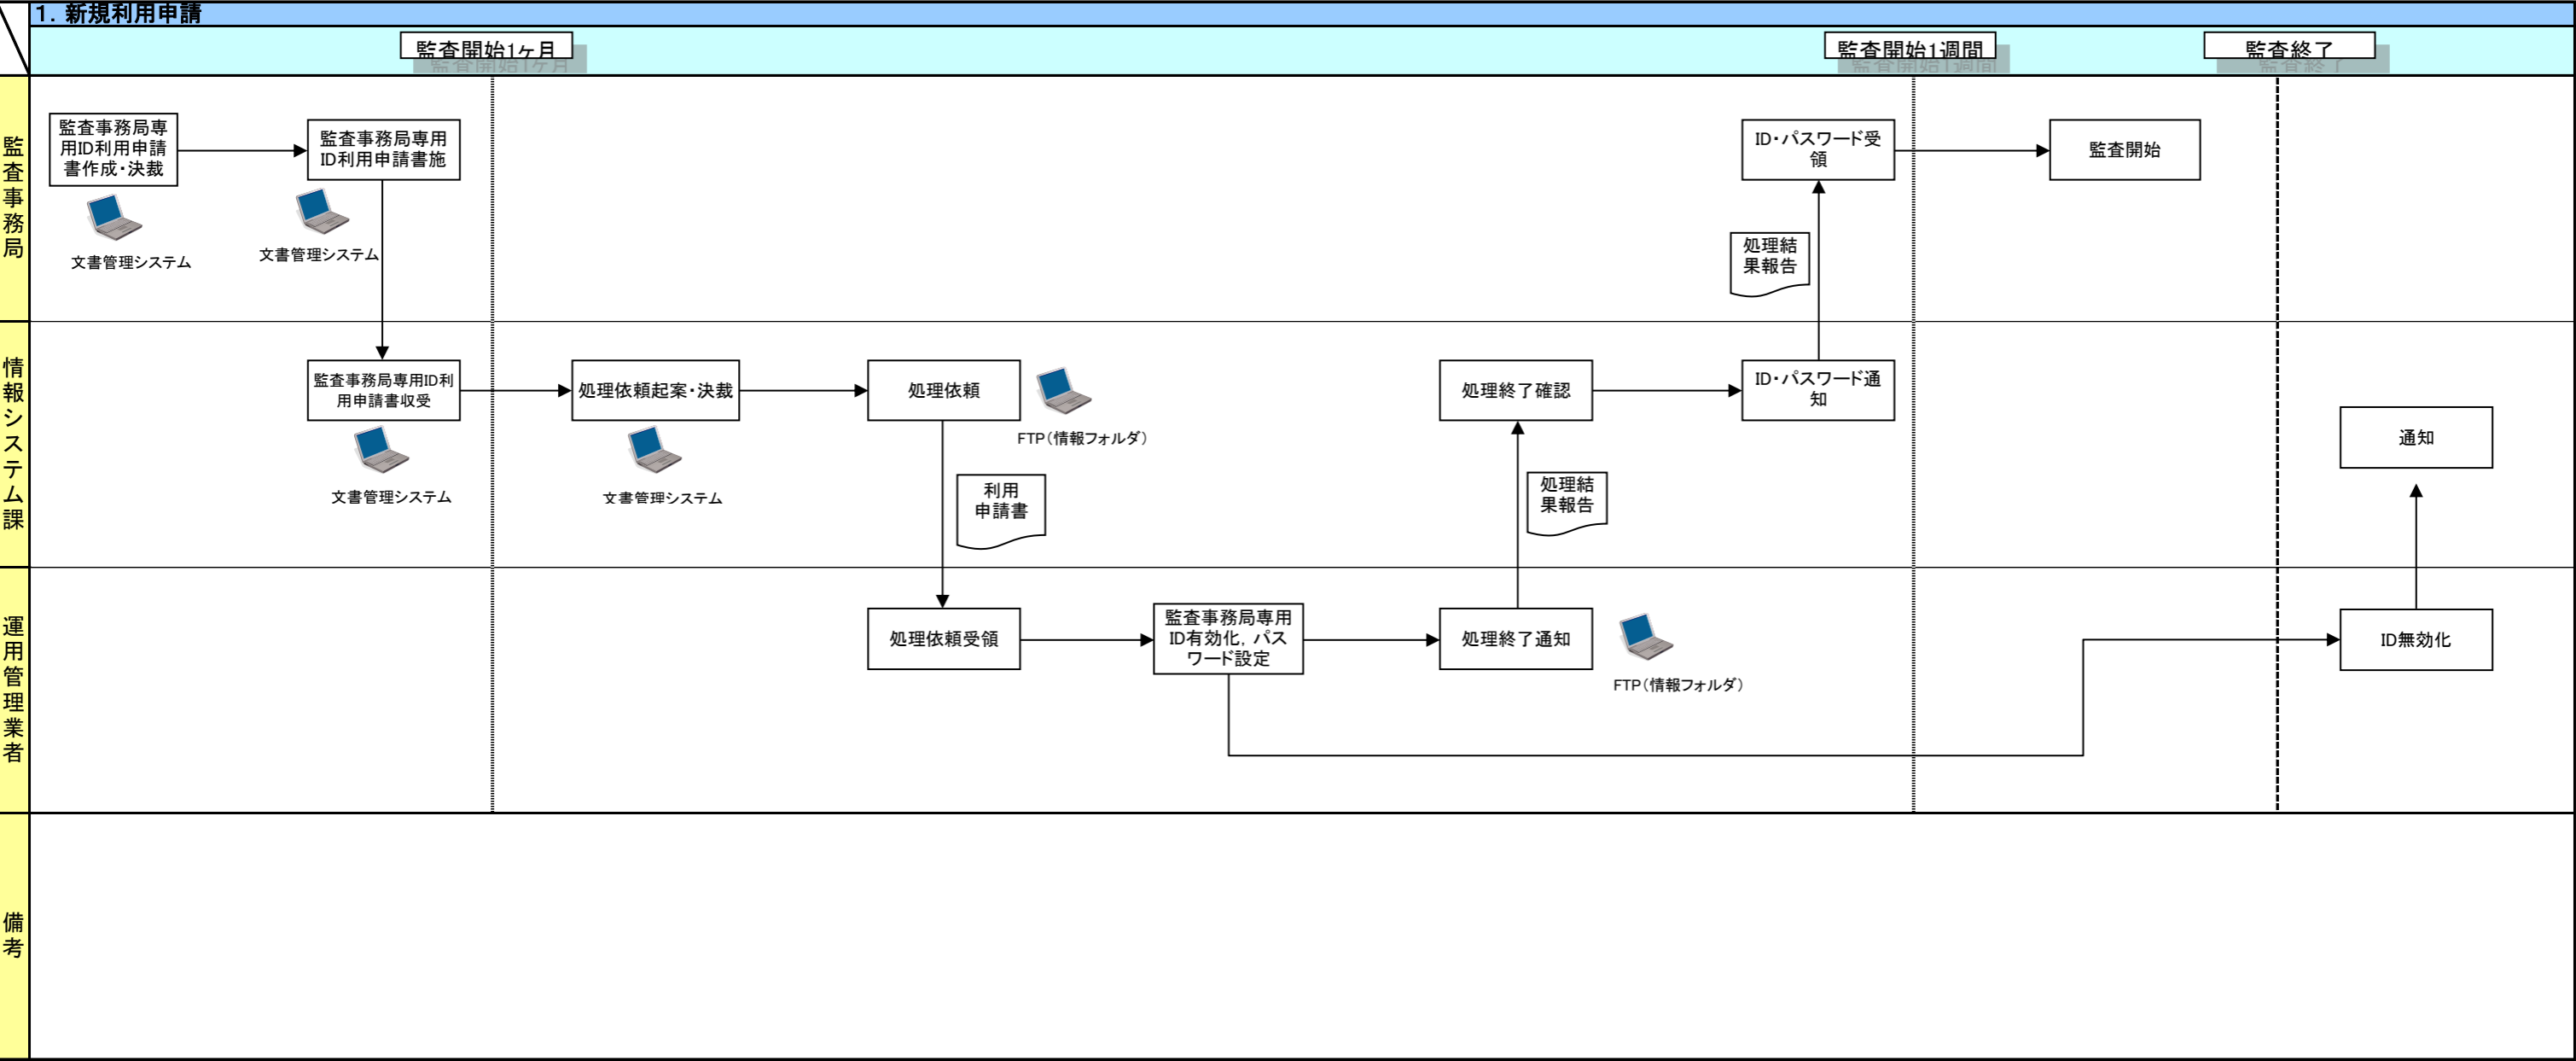 1．新規利用申請
監査開始1ヶ月
監査開始1週間
監査終了
監査事務局
監査事務局専
用ID利用申請
書作成・決裁
文書管理システム
監査事務局専用
ID利用申請書施
文書管理システム
ID・パスワード受
領
監査開始
処理結
果報告
情報システム課
監査事務局専用ID利
用申請書収受
文書管理システム
処理依頼起案・決裁
文書管理システム
処理依頼
FTP（情報フォルダ）
利用
申請書
処理終了確認
処理結
果報告
ID・パスワード通
知
通知
運用管理業者
処理依頼受領
監査事務局専用
ID有効化，パス
ワード設定
処理終了通知
FTP（情報フォルダ）
ID無効化
備考